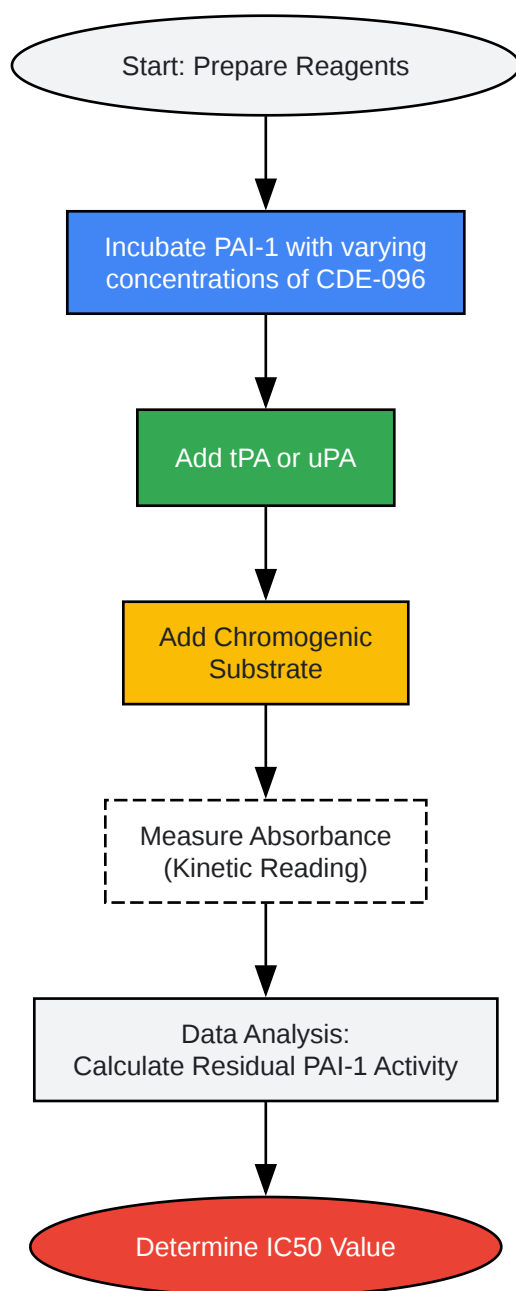 Start: Prepare Reagents
Incubate PAI-1 with varying
concentrations of CDE-096
Add tPA or uPA
Add Chromogenic
Substrate
Measure Absorbance
(Kinetic Reading)
Data Analysis:
Calculate Residual PAI-1 Activity
Determine IC50 Value